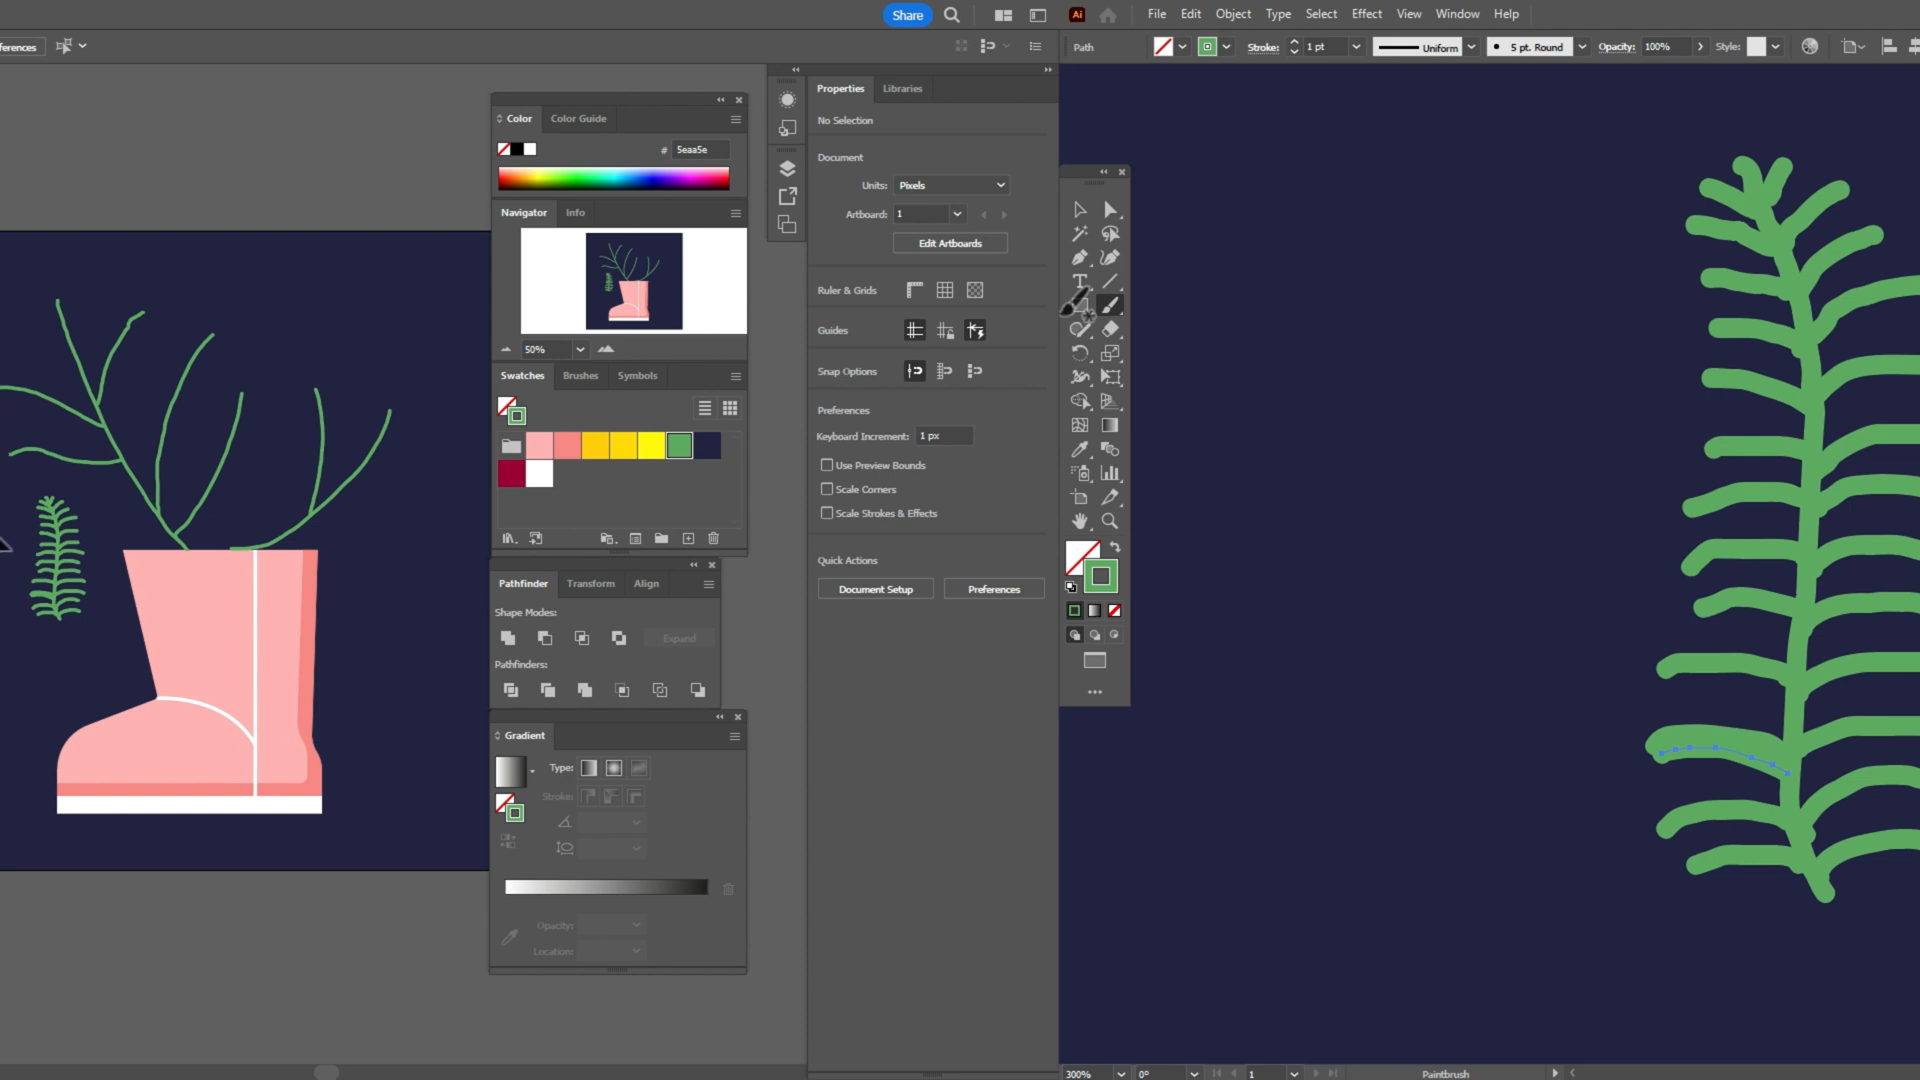 Share
Ai
File Edit Object Type Select Effect View Window Help
erences
Path
Stroke: 1 pt
Uniform
5 pt. Round
Opacity: 100%
Style:
Color
Color Guide
# 5eaa5e
Navigator
Info
50%
Swatches
Brushes
Symbols
Pathfinder
Transform
Align
Shape Modes:
Expand
Pathfinders:
Gradient
Type:
Stroke:
Opacity:
Location:
Properties
Libraries
No Selection
Document
Units: Pixels
Artboard: 1
Edit Artboards
Ruler & Grids
Guides
Snap Options
Preferences
Keyboard Increment: 1 px
Use Preview Bounds
Scale Corners
Scale Strokes & Effects
Quick Actions
Document Setup
Preferences
300%
0°
1
Paintbrush